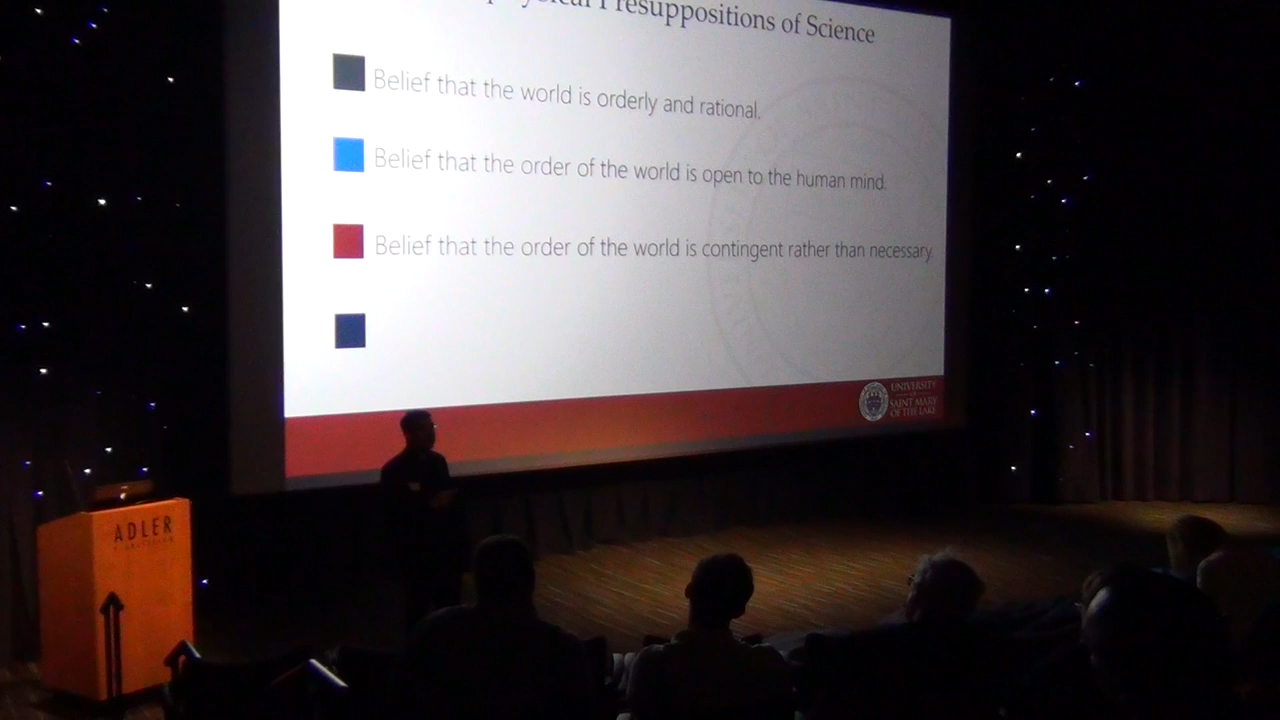 Presuppositions of Science
Belief that the world is orderly and rational.
Belief that the order of the world is open to the human mind.
Belief that the order of the world is contingent rather than necessary.
UNIVERSITY
SAINT MARY
OF THE LAKE
ADLER